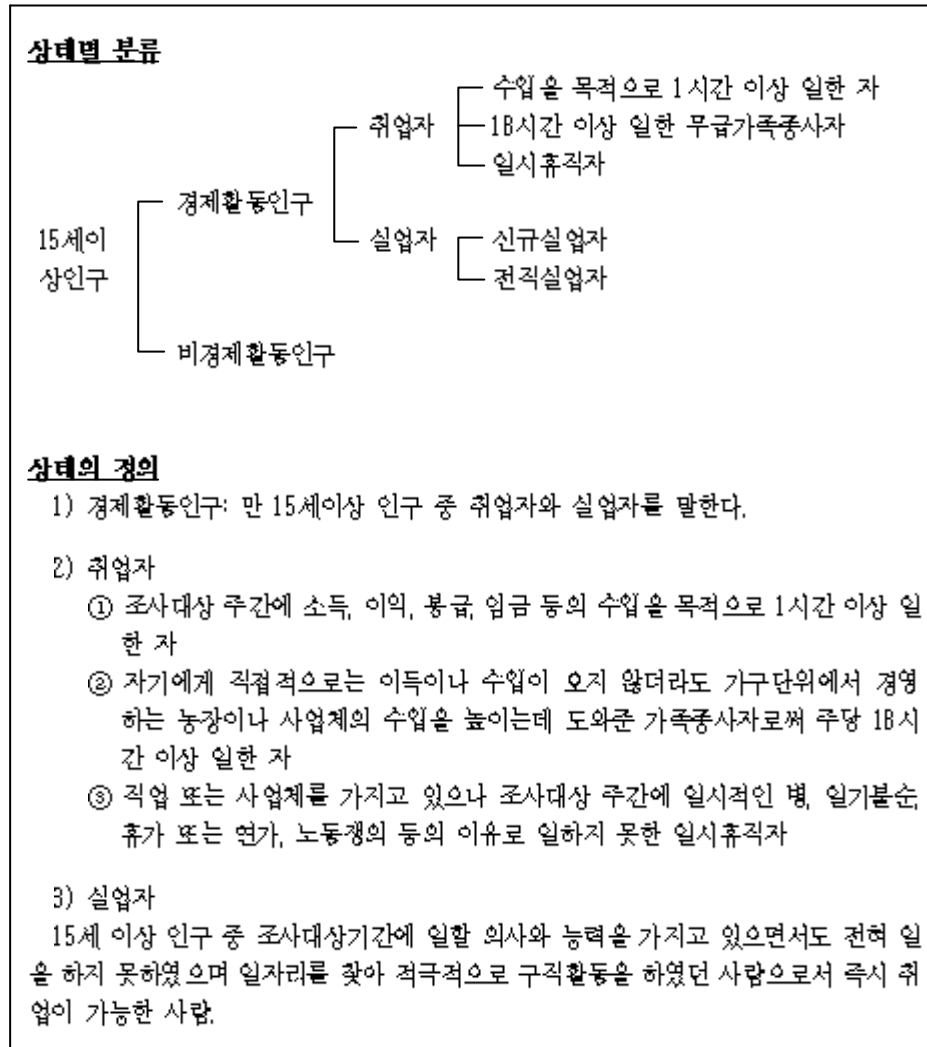 상태별 분류
수입을 목적으로 1시간 이상 일한 자
취업자 18시간 이상 일한 무급가족종사자
일시휴직자
경제활동인구
15세이 실업자 신규실업자
상인구 전직실업자
비경제활동인구
상태의 정의
1) 경제활동인구: 만 15세이상 인구 중 취업자와 실업자를 말한다.
2) 취업자
① 조사대상 주간에 소득, 이익, 봉급, 임금 등의 수입을 목적으로 1시간 이상 일
한 자
② 자기에게 직접적으로는 이득이나 수입이 오지 않더라도 가구단위에서 경영
하는 농장이나 사업체의 수입을 높이는데 도와준 가족종사자로써 주당 18시
간 이상 일한 자
③ 직업 또는 사업체를 가지고 있으나 조사대상 주간에 일시적인 병, 일기불순,
휴가 또는 연가, 노동쟁의 등의 이유로 일하지 못한 일시휴직자
3) 실업자
15세 이상 인구 중 조사대상기간에 일할 의사와 능력을 가지고 있으면서도 전혀 일
을 하지 못하였으며 일자리를 찾아 적극적으로 구직활동을 하였던 사람으로서 즉시 취
업이 가능한 사람.